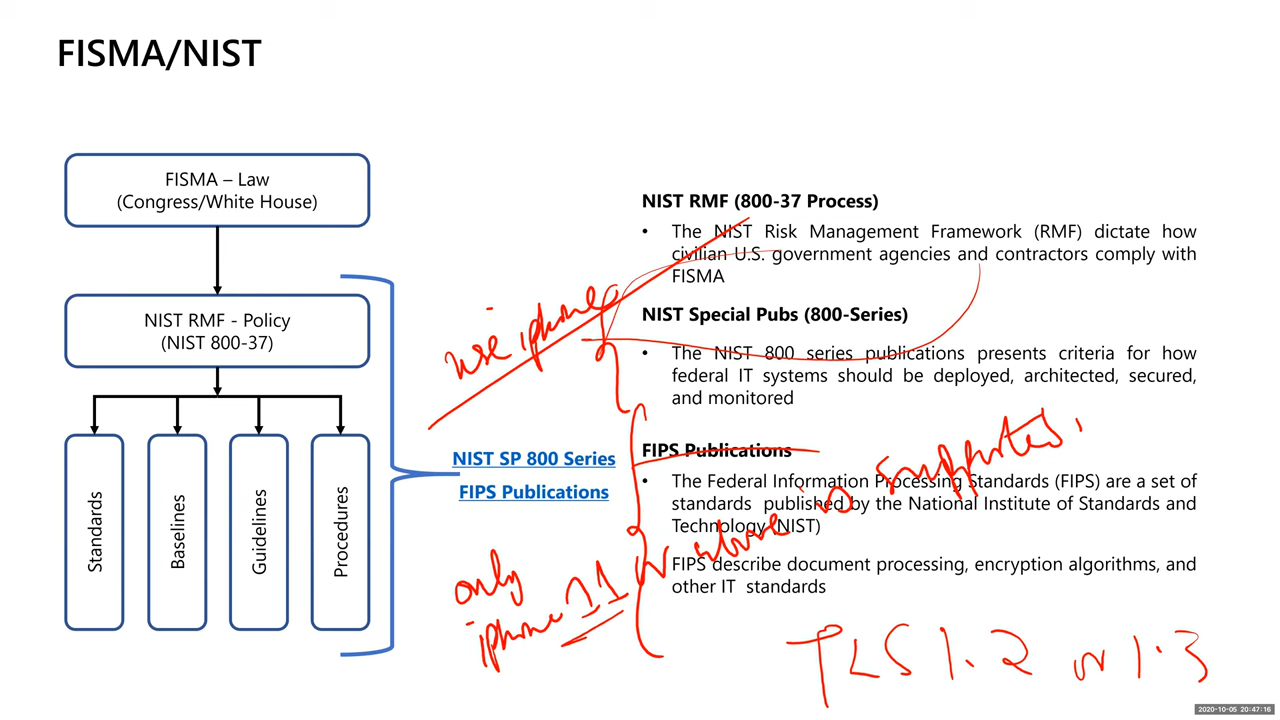 FISMA/NIST
FISMA – Law
(Congress/White House)
NIST RMF - Policy
(NIST 800-37)
Standards
Baselines
Guidelines
Procedures
NIST SP 800 Series
FIPS Publications
use iphone
only
iphone 11 or above is supported.
NIST RMF (800-37 Process)
• The NIST Risk Management Framework (RMF) dictate how
civilian U.S. government agencies and contractors comply with
FISMA
NIST Special Pubs (800-Series)
• The NIST 800 series publications presents criteria for how
federal IT systems should be deployed, architected, secured,
and monitored
FIPS Publications
• The Federal Information Processing Standards (FIPS) are a set of
standards published by the National Institute of Standards and
Technology (NIST)
FIPS describe document processing, encryption algorithms, and
other IT standards
TLS 1.2 or 1.3
2020-10-05 20:47:16